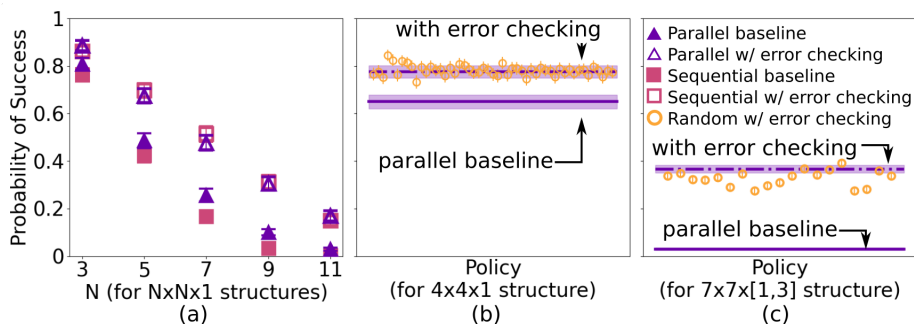 Probability of Success
1
0.8
0.6
0.4
0.2
0
3
5
7
9
11
N (for NxNx1 structures)
(a)
with error checking
parallel baseline
Policy
(for 4x4x1 structure)
(b)
Parallel baseline
Parallel w/ error checking
Sequential baseline
Sequential w/ error checking
Random w/ error checking
with error checking
parallel baseline
Policy
(for 7x7x[1,3] structure)
(c)